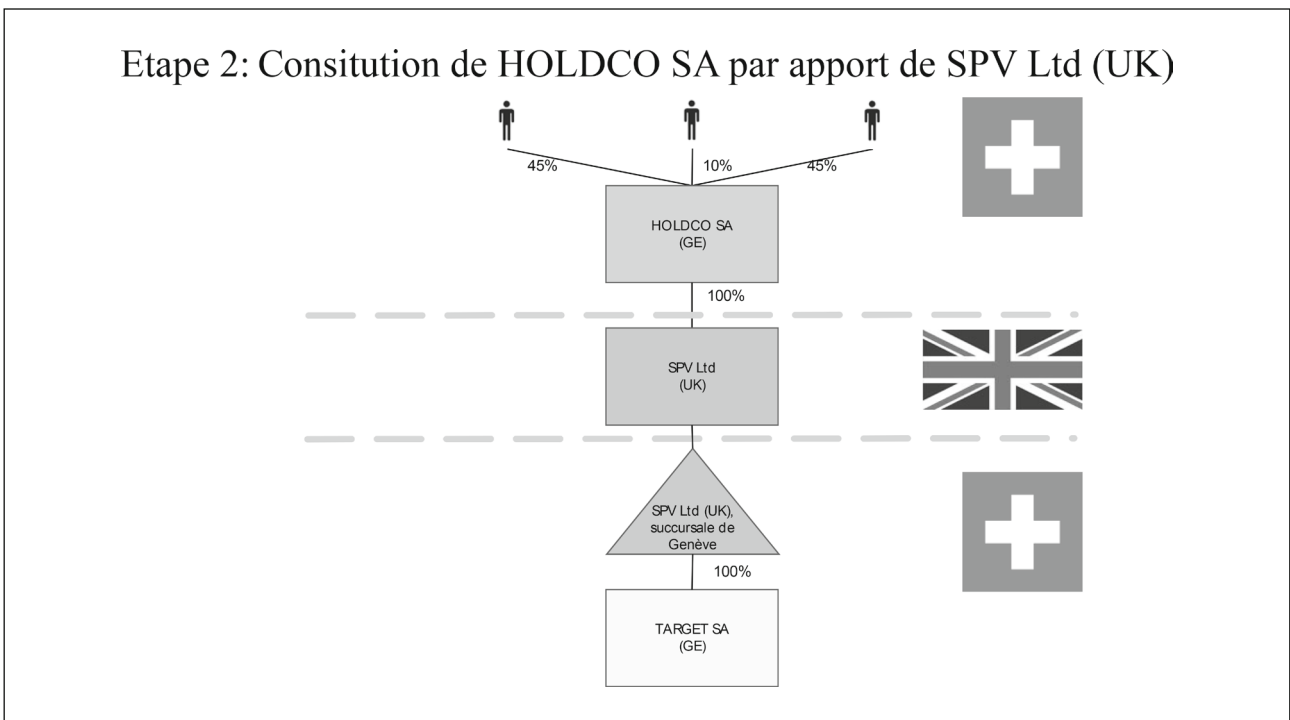 Etape 2: Consitution de HOLDCO SA par apport de SPV Ltd (UK)
45%
10%
45%
HOLDCO SA
(GE)
100%
SPV Ltd
(UK)
SPV Ltd (UK),
succursale de
Genève
100%
TARGET SA
(GE)